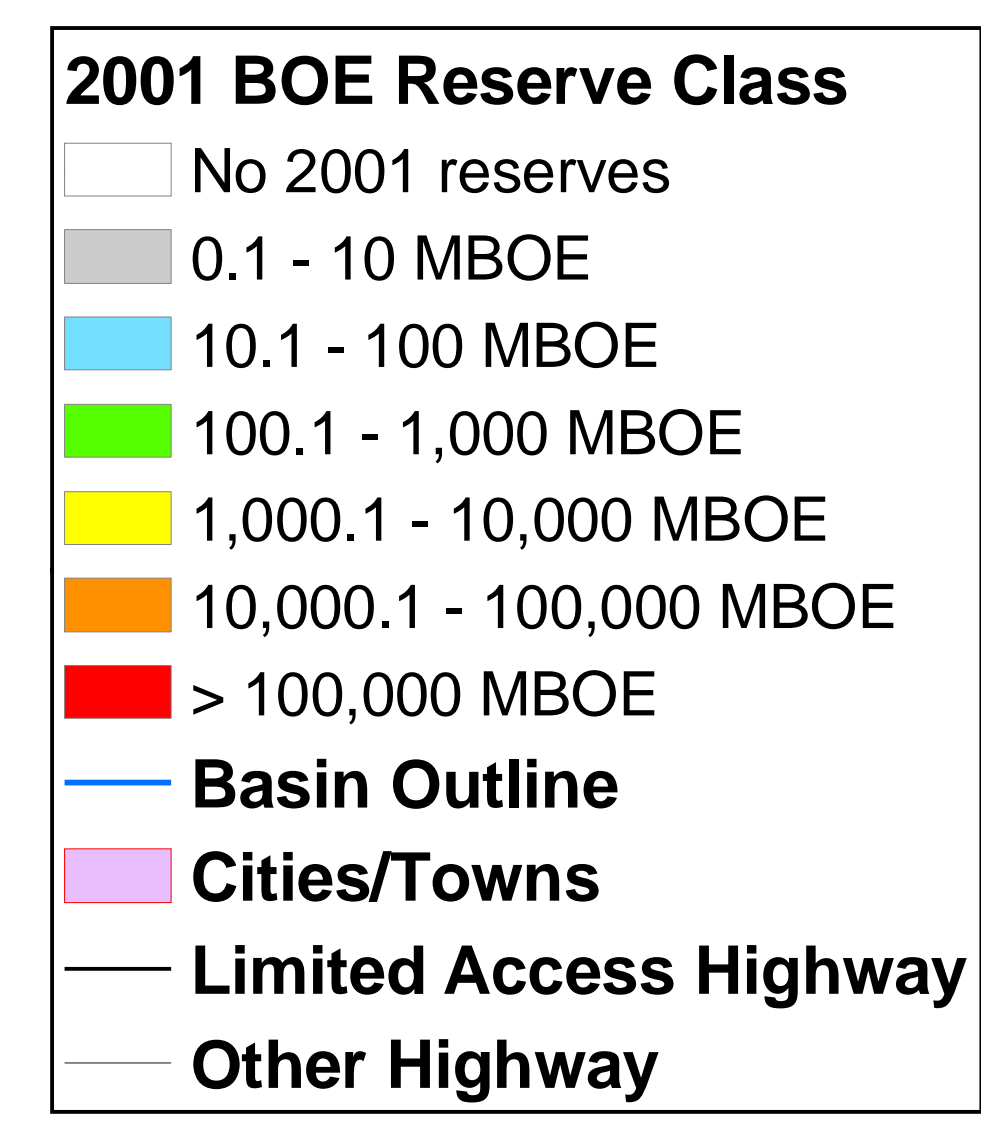 2001 BOE Reserve Class
No 2001 reserves
0.1 - 10 MBOE
10.1 - 100 MBOE
100.1 - 1,000 MBOE
1,000.1 - 10,000 MBOE
10,000.1 - 100,000 MBOE
> 100,000 MBOE
Basin Outline
Cities/Towns
Limited Access Highway
Other Highway